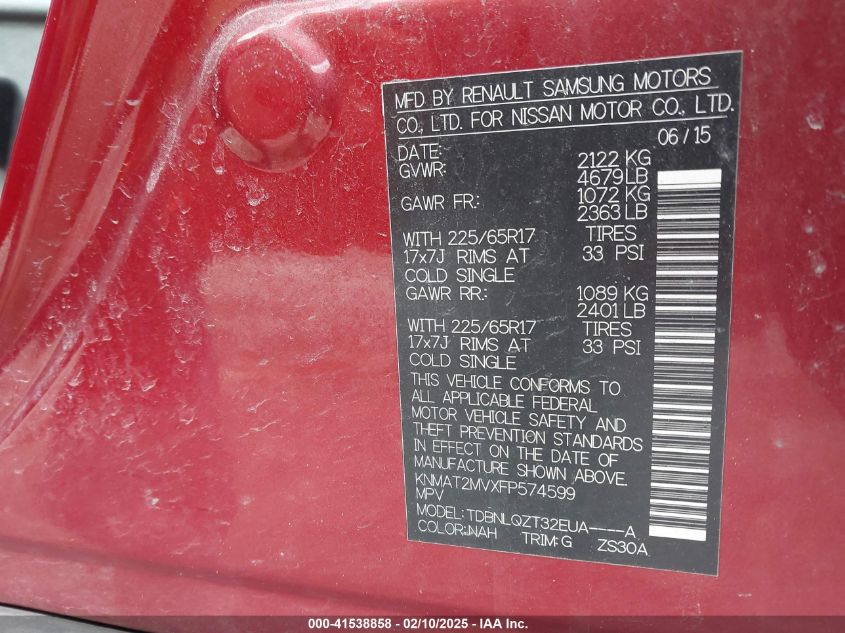 MFD BY RENAULT SAMSUNG MOTORS
CO., LTD. FOR NISSAN MOTOR CO., LTD.
DATE: 06/15
GVWR: 2122 KG
4679LB
GAWR FR: 1072 KG
2363LB
WITH 225/65R17 TIRES
17x7J RIMS AT 33 PSI
COLD SINGLE
GAWR RR: 1089 KG
2401LB
WITH 225/65R17 TIRES
17x7J RIMS AT 33 PSI
COLD SINGLE
THIS VEHICLE CONFORMS TO
ALL APPLICABLE FEDERAL
MOTOR VEHICLE SAFETY AND
THEFT PREVENTION STANDARDS
IN EFFECT ON THE DATE OF
MANUFACTURE SHOWN ABOVE.
KNMAT2MVXFP574599
MPV
MODEL:TDBNLQZT32EUA----A
COLOR:NAH TRIM:G ZS30A
000-41538858 - 02/10/2025 - IAA Inc.